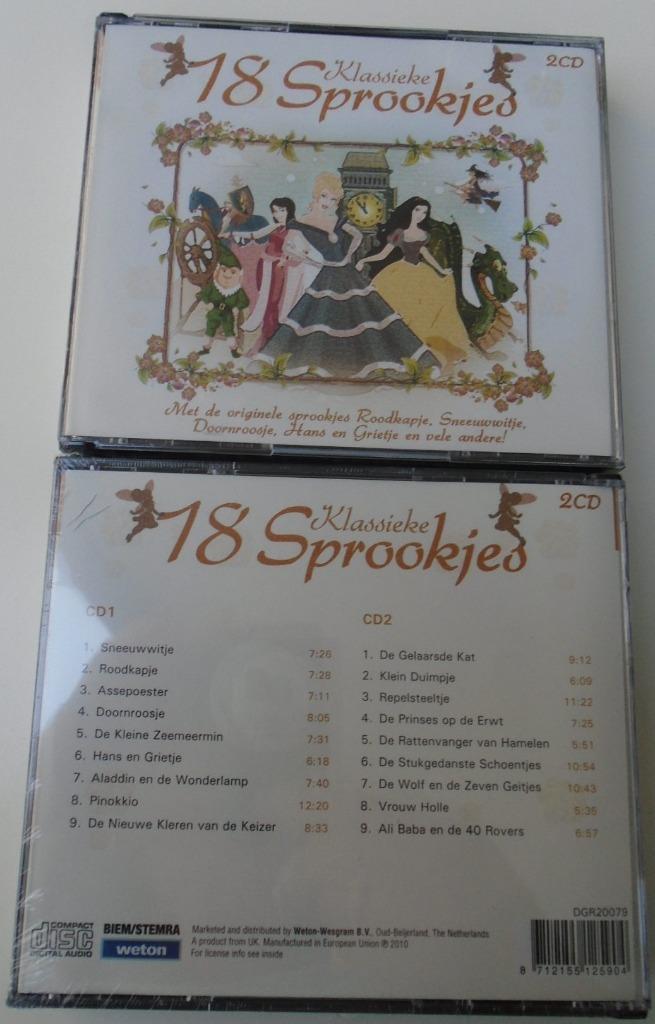 18 Klassieke Sprookjes
2CD
Met de originele sprookjes Roodkapje, Sneeuwwitje,
Doornroosje, Hans en Grietje en vele andere!
18 Klassieke Sprookjes
2CD
CD1
1. Sneeuwwitje 7:26
2. Roodkapje 7:28
3. Assepoester 7:11
4. Doornroosje 8:05
5. De Kleine Zeemeermin 7:31
6. Hans en Grietje 6:18
7. Aladdin en de Wonderlamp 7:40
8. Pinokkio 12:20
9. De Nieuwe Kleren van de Keizer 8:33
CD2
1. De Gelaarsde Kat 9:12
2. Klein Duimpje 6:09
3. Repelsteeltje 11:22
4. De Prinses op de Erwt 7:25
5. De Rattenvanger van Hamelen 5:51
6. De Stukgedanste Schoentjes 10:54
7. De Wolf en de Zeven Geitjes 10:43
8. Vrouw Holle 5:35
9. Ali Baba en de 40 Rovers 6:57
COMPACT
disc
DIGITAL AUDIO
BIEM/STEMRA
weton
Marketed and distributed by Weton-Wesgram B.V., Oud-Beijerland, The Netherlands
A product from UK. Manufactured in European Union ℗ 2010
For license info see inside
DGR20079
8 712155 125904